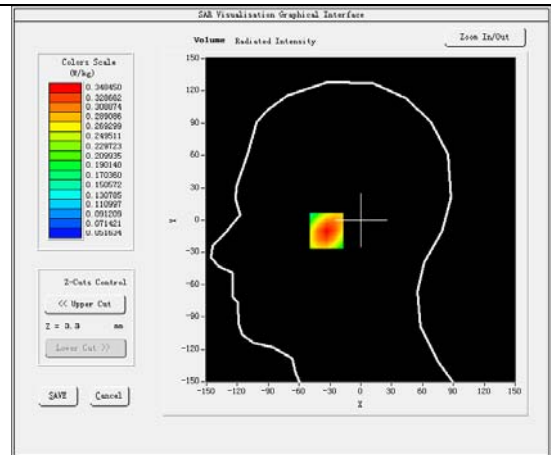 SAR Visualisation Graphical Interface
Volume Radiated Intensity
Zoom In/Out
Colors Scale
(W/kg)
0.348450
0.328662
0.308874
0.289086
0.269299
0.249511
0.229723
0.209935
0.190148
0.170360
0.150572
0.130785
0.110997
0.091209
0.071421
0.051634
150
120
90
60
30
0
-30
-60
-90
-120
-150
Y
-150 -120 -90 -60 -30 0 30 60 90 120 150
X
Z-Cuts Control
<< Upper Cut
Z = 3.3 mm
Lower Cut >>
SAVE Cancel